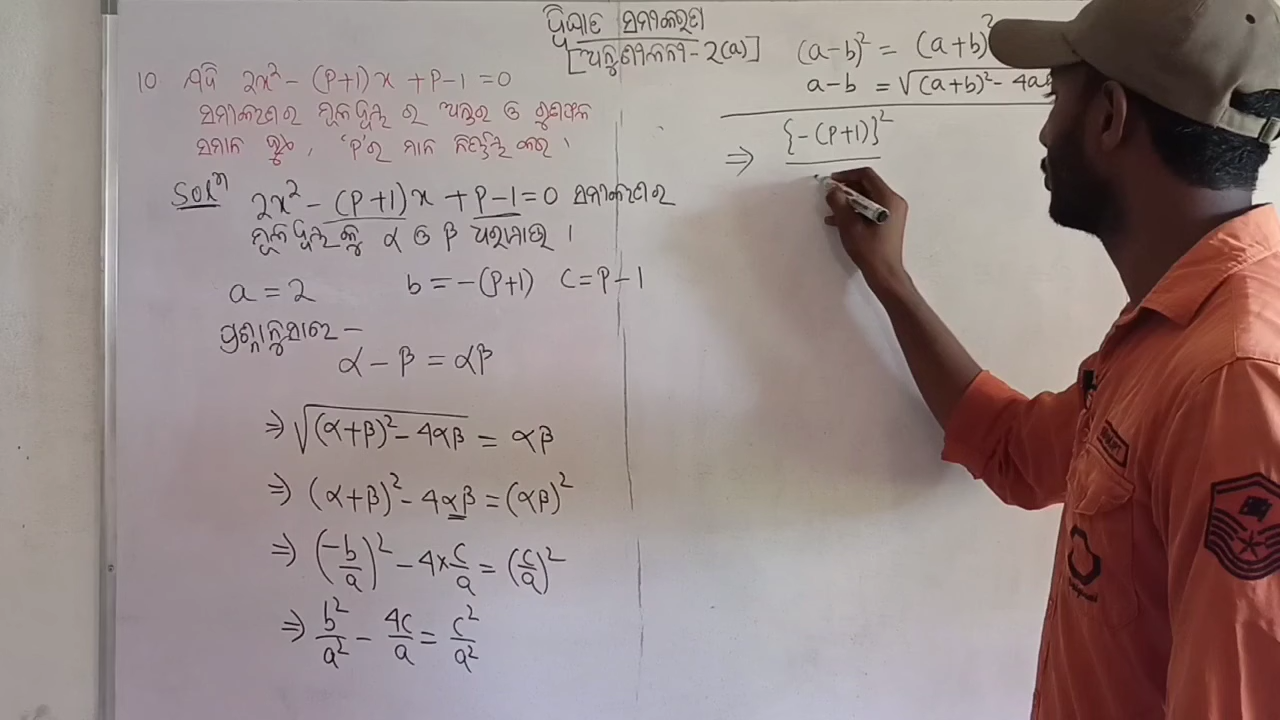 ଦ୍ୱିଘାତ ସମୀକରଣ
[ଅନୁଶୀଳନୀ - 2(a)]
10 ଯଦି 2x² - (P+1)x + P-1 = 0
ସମୀକରଣର ମୂଳଦ୍ୱୟ ର ଅନ୍ତର ଓ ଗୁଣଫଳ
ସମାନ ହୁଏ, 'P'ର ମାନ ନିର୍ଣ୍ଣୟ କର ।
Solⁿ 2x² - (P+1)x + P-1 = 0 ସମୀକରଣର
ମୂଳଦ୍ୱୟକୁ α ଓ β ଧରାଯାଉ ।
a = 2 b = -(P+1) C = P-1
ପ୍ରଶ୍ନାନୁସାରେ -
α - β = αβ
⇒ √(α+β)² - 4αβ = αβ
⇒ (α+β)² - 4αβ = (αβ)²
⇒ (-b/a)² - 4×c/a = (c/a)²
⇒ b²/a² - 4c/a = c²/a²
(a-b)² = (a+b)²
a-b = √(a+b)² - 4a
⇒ {-(P+1)}²